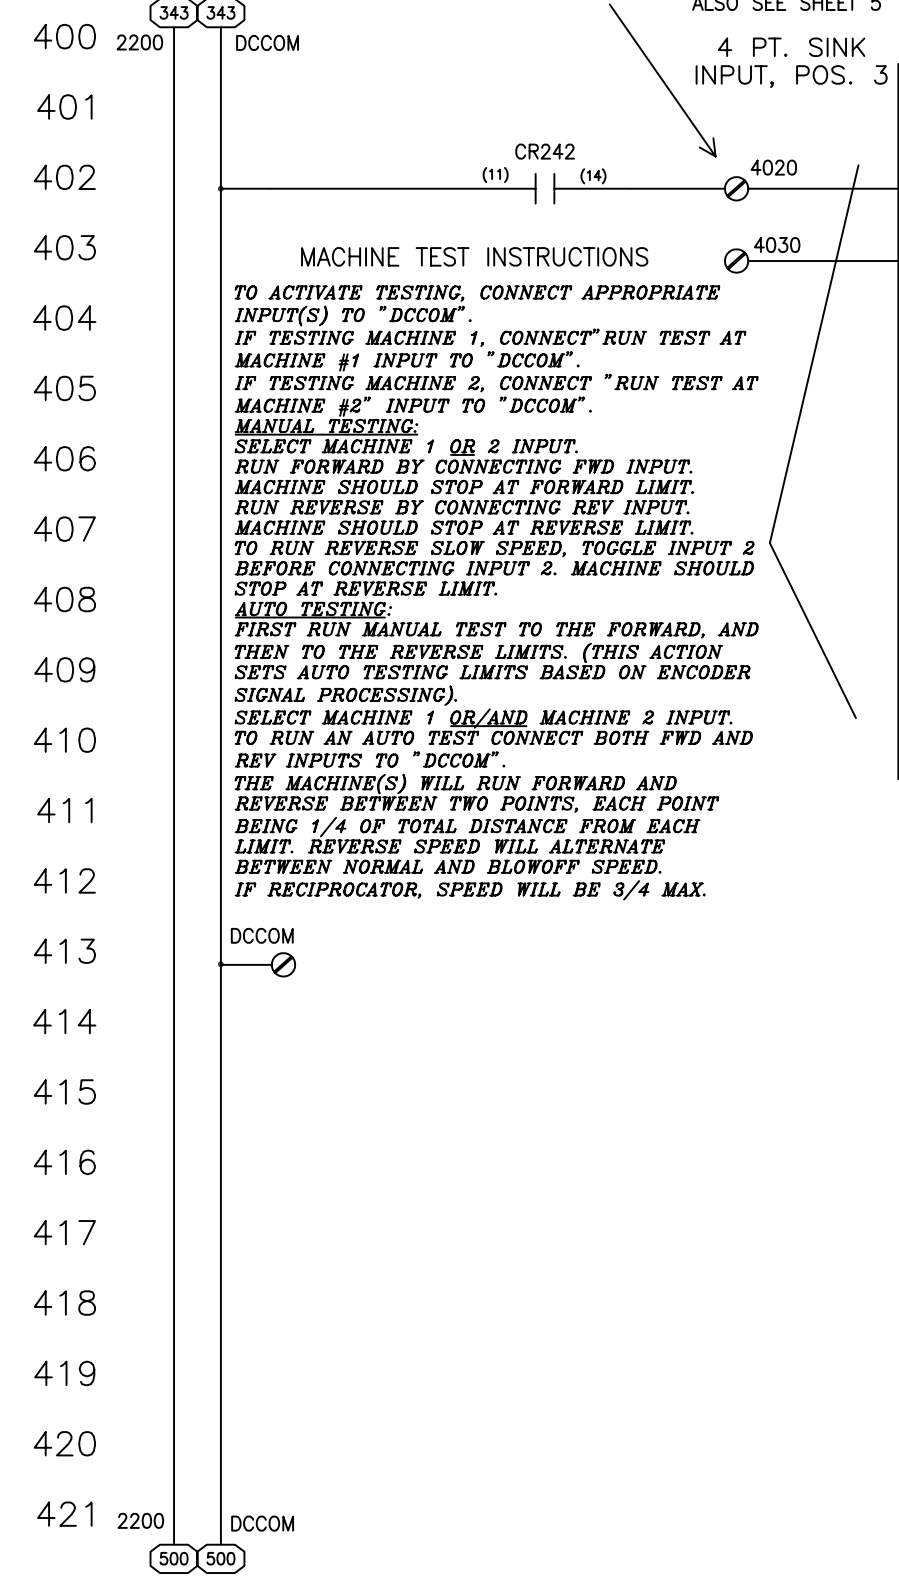 343 343
ALSO SEE SHEET 5
400 2200 DCCOM
4 PT. SINK
INPUT, POS. 3
401
CR242
402 (11) (14) 4020
403 4030
MACHINE TEST INSTRUCTIONS
TO ACTIVATE TESTING, CONNECT APPROPRIATE
404
INPUT(S) TO "DCCOM".
IF TESTING MACHINE 1, CONNECT"RUN TEST AT
MACHINE #1 INPUT TO "DCCOM".
405
IF TESTING MACHINE 2, CONNECT "RUN TEST AT
MACHINE #2" INPUT TO "DCCOM".
MANUAL TESTING:
SELECT MACHINE 1 OR 2 INPUT.
406
RUN FORWARD BY CONNECTING FWD INPUT.
MACHINE SHOULD STOP AT FORWARD LIMIT.
RUN REVERSE BY CONNECTING REV INPUT.
407
MACHINE SHOULD STOP AT REVERSE LIMIT.
TO RUN REVERSE SLOW SPEED, TOGGLE INPUT 2
BEFORE CONNECTING INPUT 2. MACHINE SHOULD
STOP AT REVERSE LIMIT.
408
AUTO TESTING:
FIRST RUN MANUAL TEST TO THE FORWARD, AND
THEN TO THE REVERSE LIMITS. (THIS ACTION
409
SETS AUTO TESTING LIMITS BASED ON ENCODER
SIGNAL PROCESSING).
SELECT MACHINE 1 OR/AND MACHINE 2 INPUT.
410
TO RUN AN AUTO TEST CONNECT BOTH FWD AND
REV INPUTS TO "DCCOM".
THE MACHINE(S) WILL RUN FORWARD AND
411
REVERSE BETWEEN TWO POINTS, EACH POINT
BEING 1/4 OF TOTAL DISTANCE FROM EACH
LIMIT. REVERSE SPEED WILL ALTERNATE
BETWEEN NORMAL AND BLOWOFF SPEED.
412
IF RECIPROCATOR, SPEED WILL BE 3/4 MAX.
DCCOM
413
414
415
416
417
418
419
420
421 2200 DCCOM
500 500